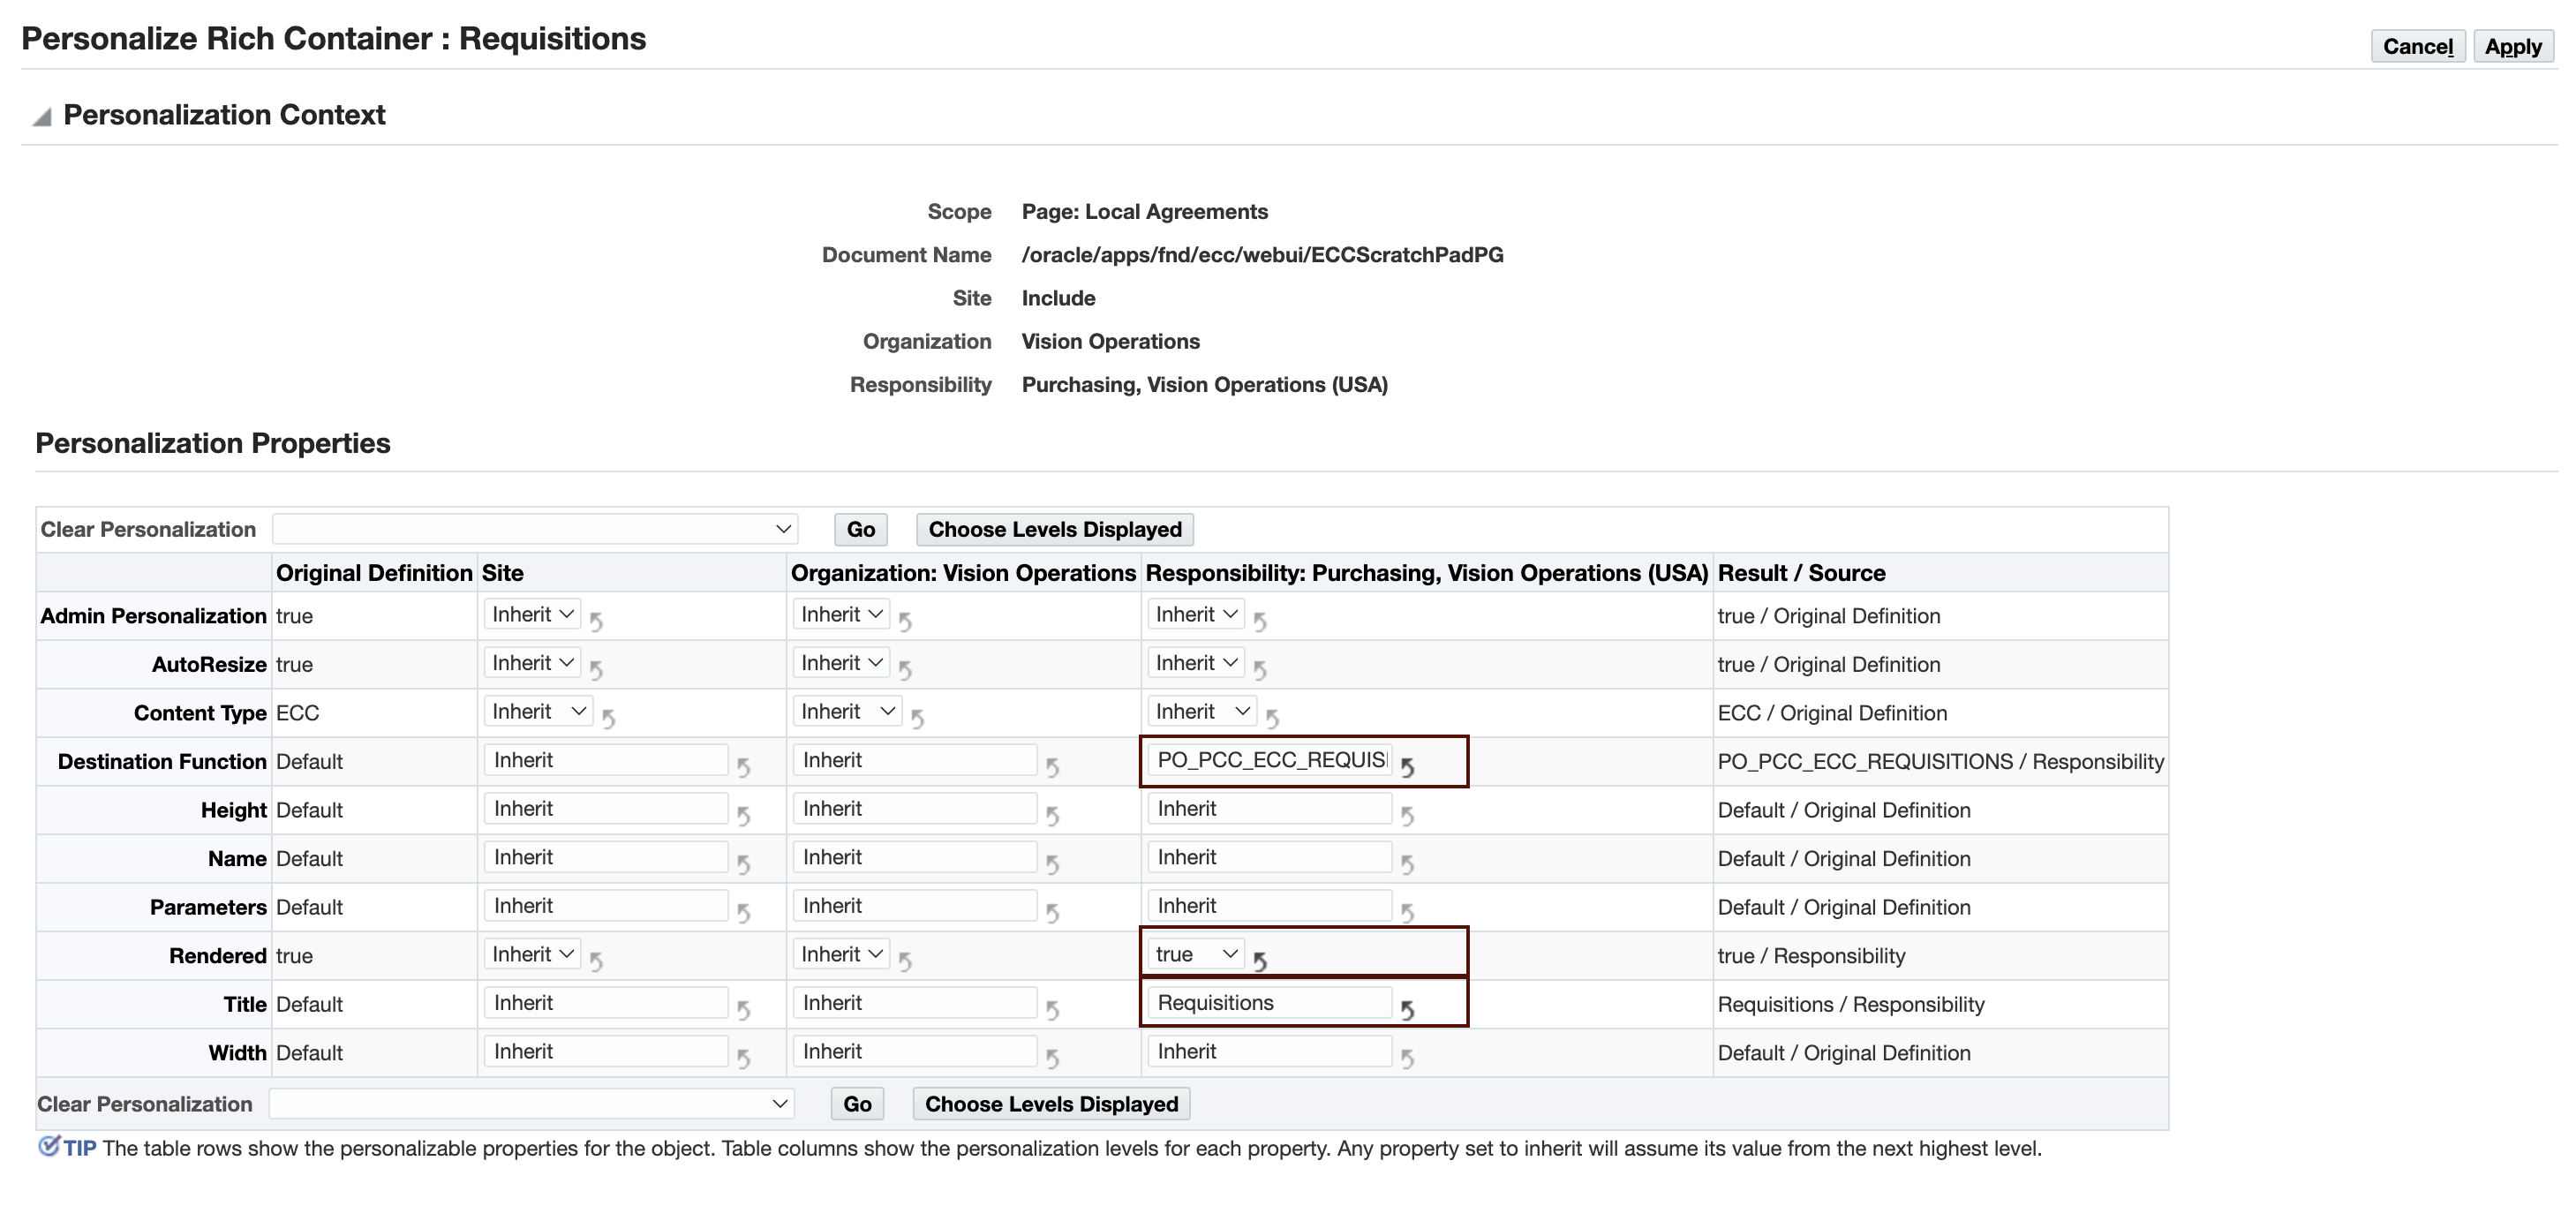 Personalize Rich Container : Requisitions
Cancel Apply
Personalization Context
Scope Page: Local Agreements
Document Name /oracle/apps/fnd/ecc/webui/ECCScratchPadPG
Site Include
Organization Vision Operations
Responsibility Purchasing, Vision Operations (USA)
Personalization Properties
Clear Personalization Go Choose Levels Displayed
Original Definition Site Organization: Vision Operations Responsibility: Purchasing, Vision Operations (USA) Result / Source
Admin Personalization true Inherit Inherit Inherit true / Original Definition
AutoResize true Inherit Inherit Inherit true / Original Definition
Content Type ECC Inherit Inherit Inherit ECC / Original Definition
Destination Function Default Inherit Inherit PO_PCC_ECC_REQUISI PO_PCC_ECC_REQUISITIONS / Responsibility
Height Default Inherit Inherit Inherit Default / Original Definition
Name Default Inherit Inherit Inherit Default / Original Definition
Parameters Default Inherit Inherit Inherit Default / Original Definition
Rendered true Inherit Inherit true true / Responsibility
Title Default Inherit Inherit Requisitions Requisitions / Responsibility
Width Default Inherit Inherit Inherit Default / Original Definition
Clear Personalization Go Choose Levels Displayed
TIP The table rows show the personalizable properties for the object. Table columns show the personalization levels for each property. Any property set to inherit will assume its value from the next highest level.